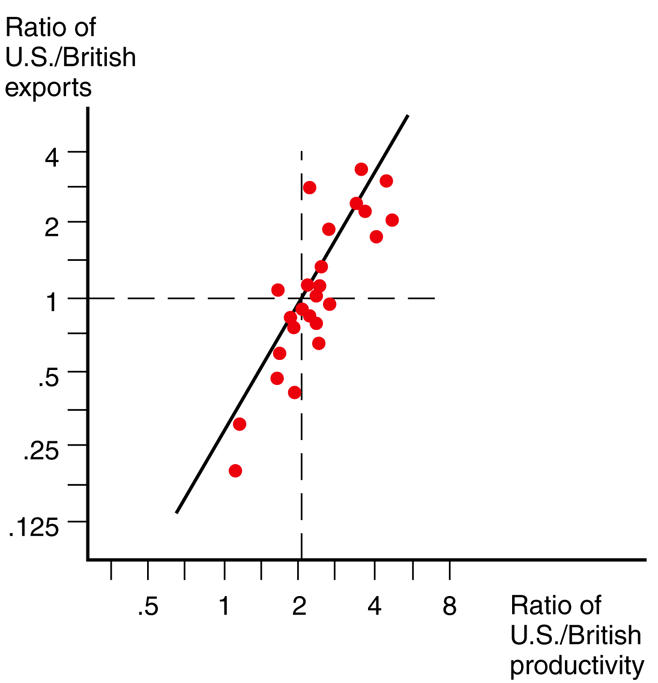 Ratio of
U.S./British
exports
4
2
1
.5
.25
.125
.5 1 2 4 8
Ratio of
U.S./British
productivity